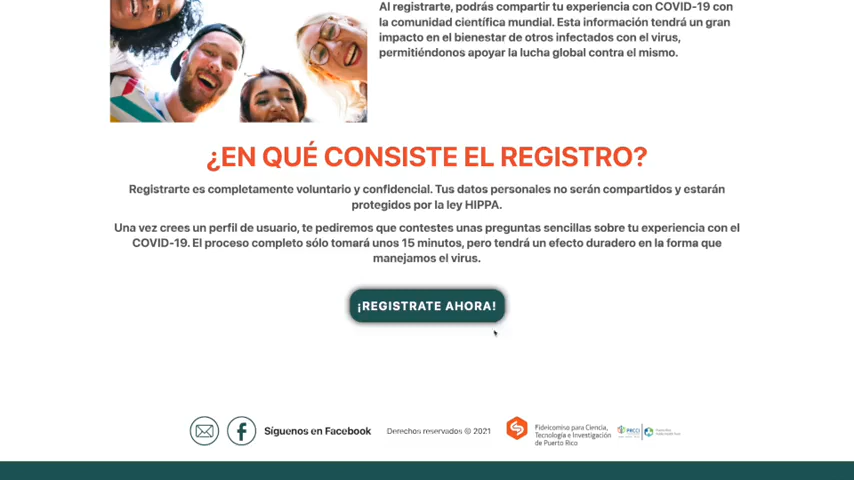 Al registrarte, podrás compartir tu experiencia con COVID-19 con
la comunidad científica mundial. Esta información tendrá un gran
impacto en el bienestar de otros infectados con el virus,
permitiéndonos apoyar la lucha global contra el mismo.
¿EN QUÉ CONSISTE EL REGISTRO?
Registrarte es completamente voluntario y confidencial. Tus datos personales no serán compartidos y estarán
protegidos por la ley HIPPA.
Una vez crees un perfil de usuario, te pediremos que contestes unas preguntas sencillas sobre tu experiencia con el
COVID-19. El proceso completo sólo tomará unos 15 minutos, pero tendrá un efecto duradero en la forma que
manejamos el virus.
¡REGISTRATE AHORA!
Síguenos en Facebook
Derechos reservados © 2021
Fideicomiso para Ciencia,
Tecnología e Investigación
de Puerto Rico